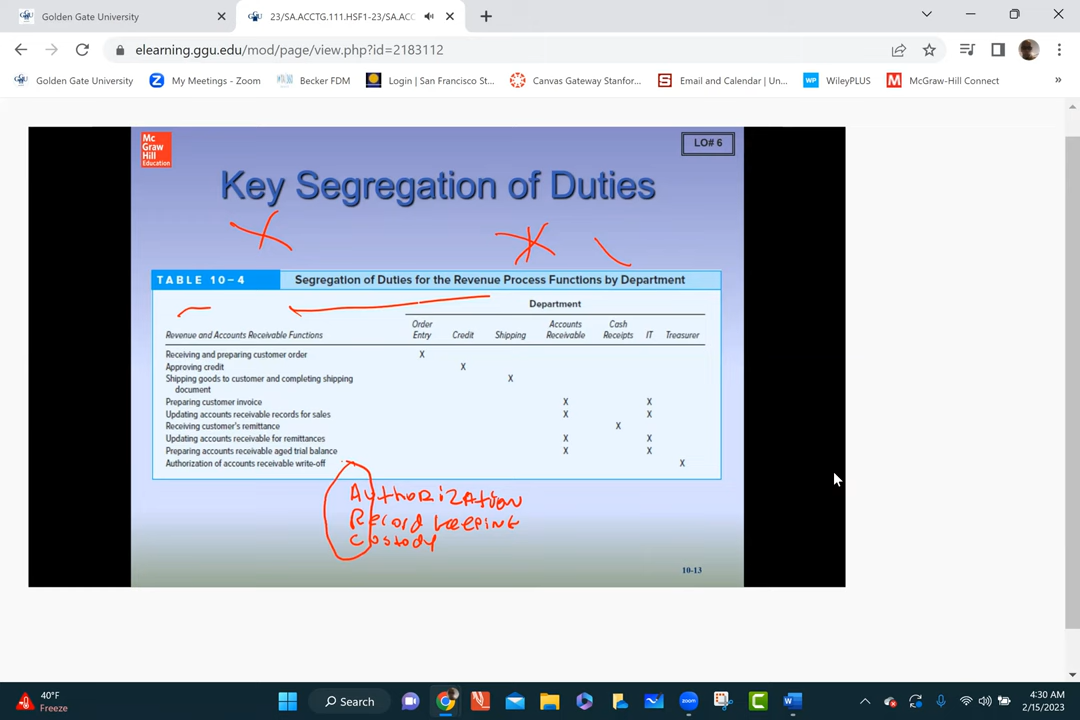 Golden Gate University
23/SA.ACCTG.111.HSF1-23/SA.ACC
elearning.ggu.edu/mod/page/view.php?id=2183112
Golden Gate University
My Meetings - Zoom
Becker FDM
Login | San Francisco St...
Canvas Gateway Stanfor...
Email and Calendar | Un...
WP WileyPLUS
M McGraw-Hill Connect
»
Mc
Graw
Hill
Education
LO# 6
Key Segregation of Duties
TABLE 10–4 Segregation of Duties for the Revenue Process Functions by Department
Department
Revenue and Accounts Receivable Functions Order Entry Credit Shipping Accounts Receivable Cash Receipts IT Treasurer
Receiving and preparing customer order X
Approving credit X
Shipping goods to customer and completing shipping document X
Preparing customer invoice X X
Updating accounts receivable records for sales X X
Receiving customer's remittance X
Updating accounts receivable for remittances X X
Preparing accounts receivable aged trial balance X X
Authorization of accounts receivable write-off X
Authorization
Record keeping
Custody
10-13
40°F
Freeze
Search
4:30 AM
2/15/2023